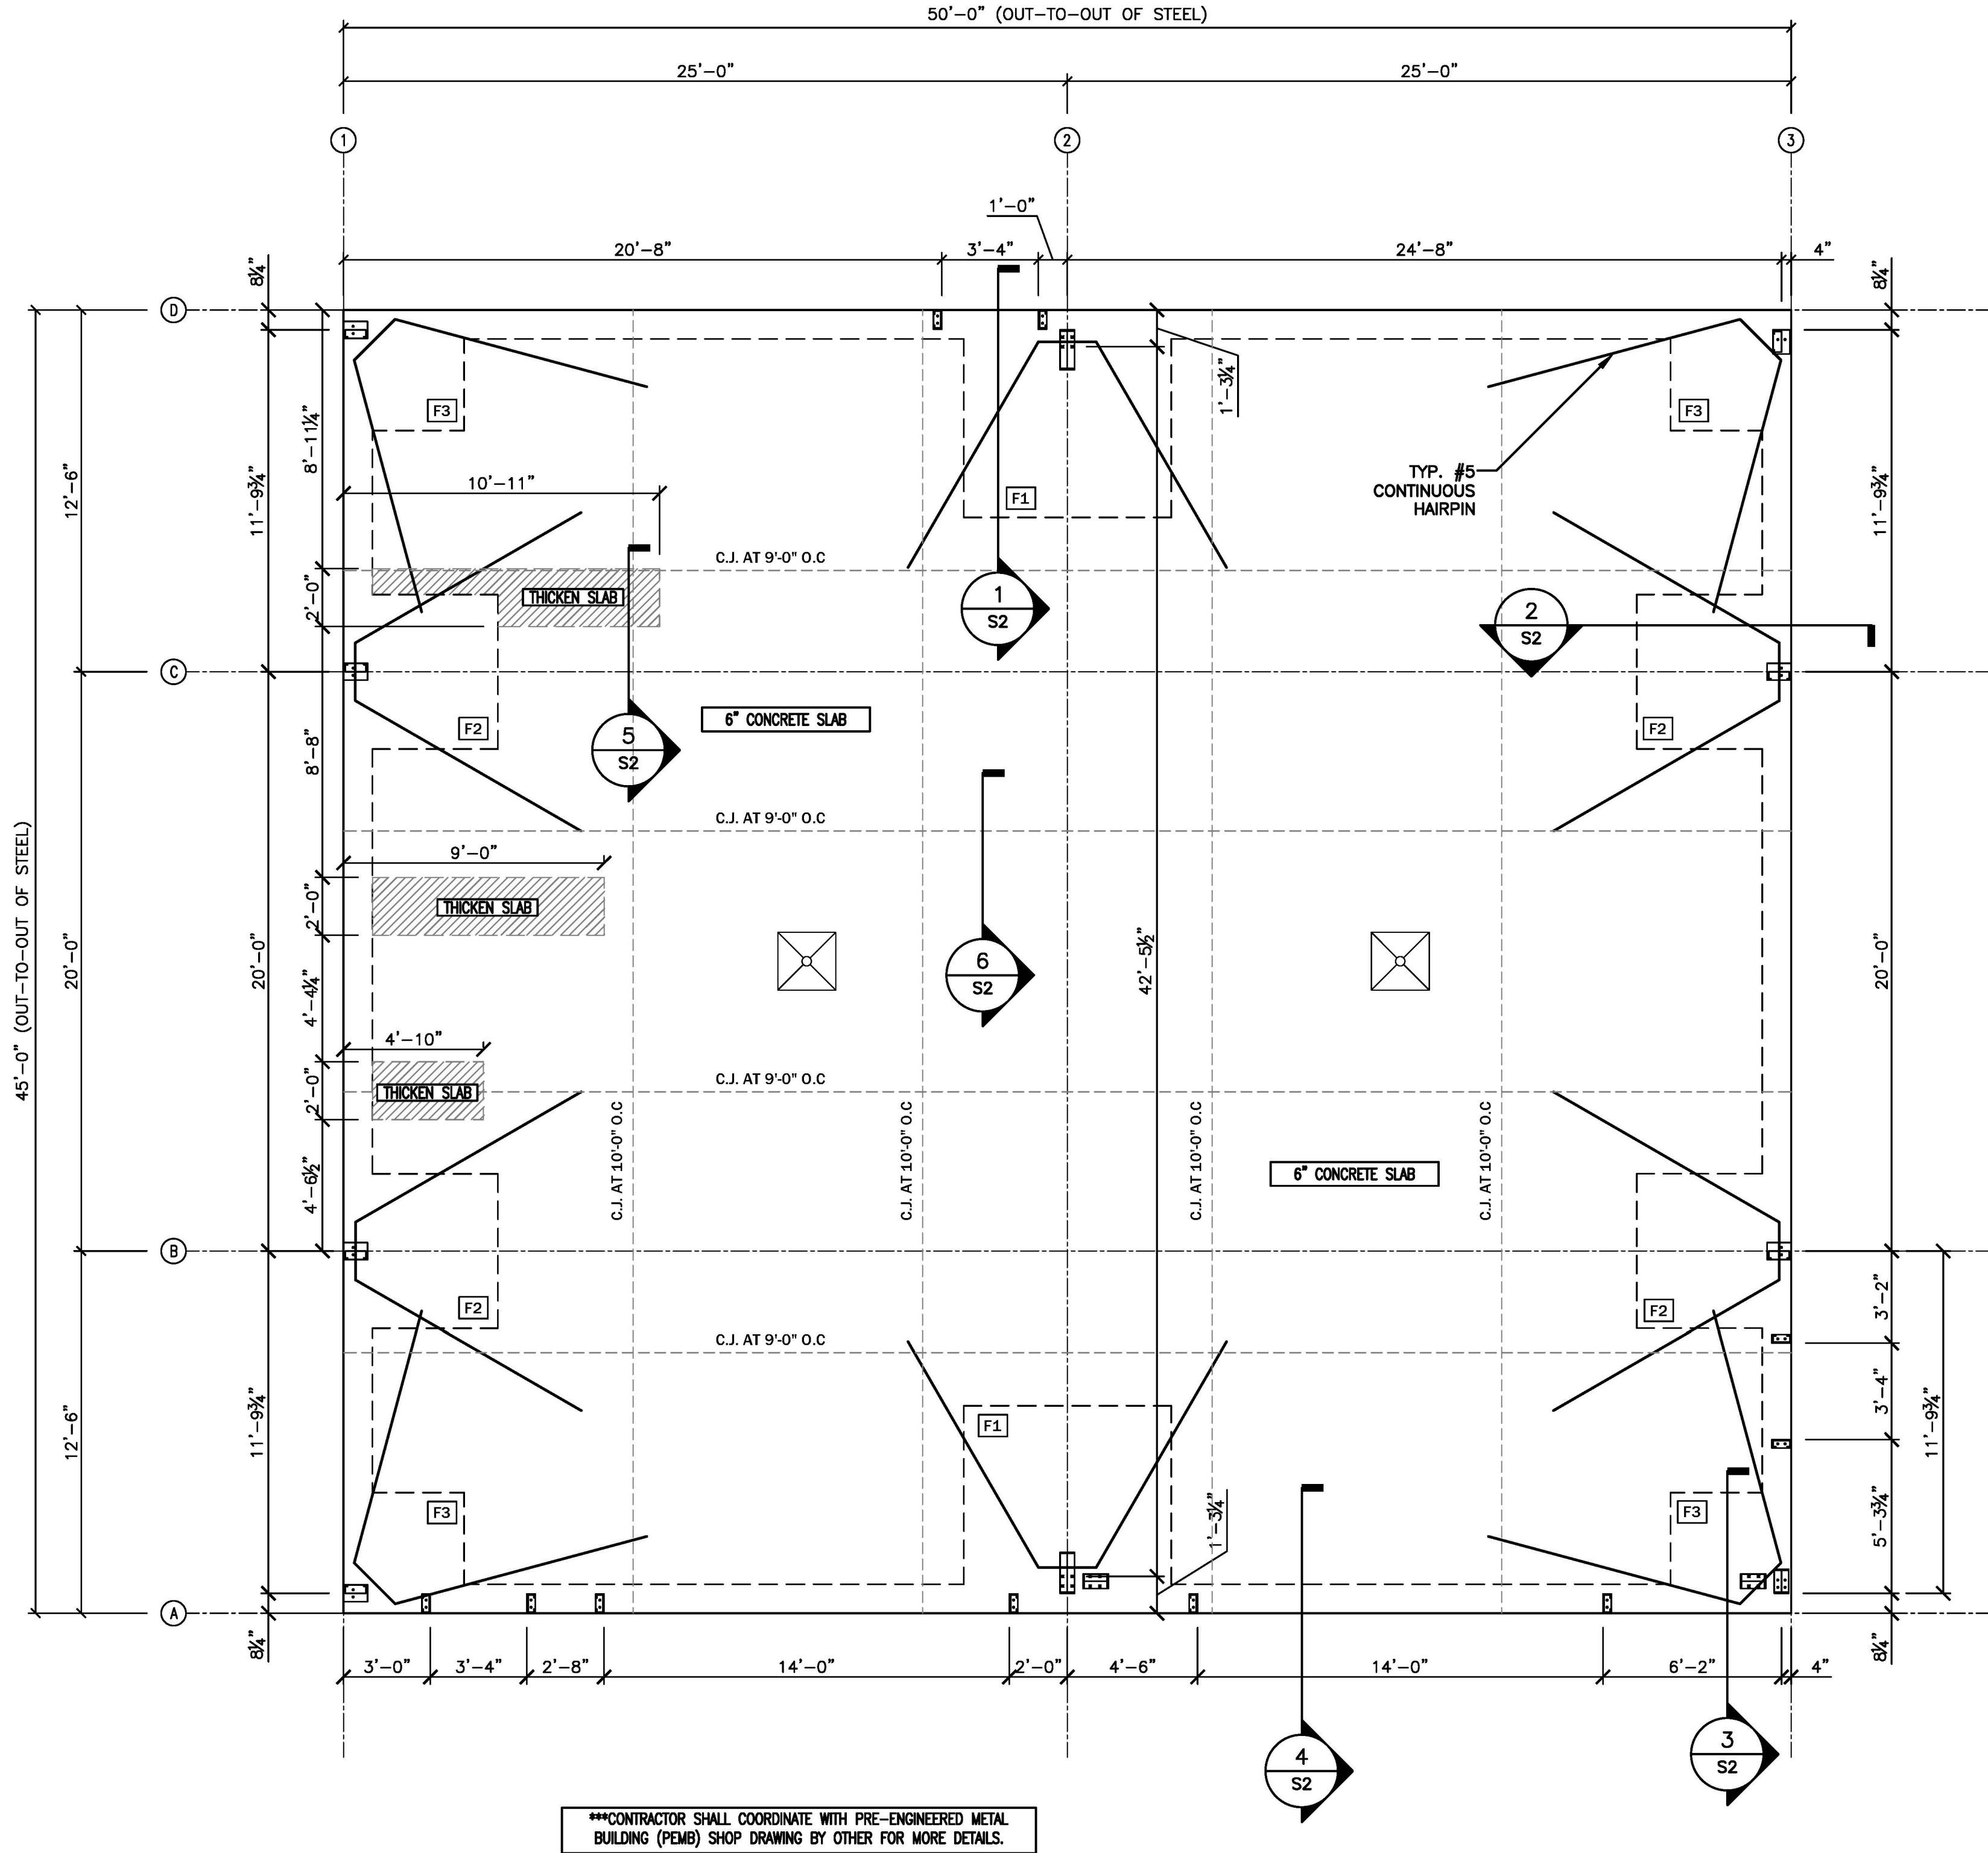 50'-0" (OUT-TO-OUT OF STEEL)
25'-0"
25'-0"
1
2
3
1'-0"
20'-8"
3'-4"
24'-8"
4"
8¼"
8¼"
D
F3
F1
F3
1'-3¼"
TYP. #5
CONTINUOUS
HAIRPIN
8'-11¼"
12'-6"
11'-9¾"
11'-9¾"
10'-11"
C.J. AT 9'-0" O.C
2'-0"
THICKEN SLAB
1
S2
2
S2
C
6" CONCRETE SLAB
F2
F2
5
S2
8'-8"
C.J. AT 9'-0" O.C
9'-0"
2'-0"
THICKEN SLAB
45'-0" (OUT-TO-OUT OF STEEL)
20'-0"
20'-0"
6
S2
42'-5½"
20'-0"
4'-4¼"
4'-10"
2'-0"
THICKEN SLAB
C.J. AT 9'-0" O.C
C.J. AT 10'-0" O.C
C.J. AT 10'-0" O.C
C.J. AT 10'-0" O.C
C.J. AT 10'-0" O.C
4'-6½"
6" CONCRETE SLAB
B
F2
F2
3'-2"
C.J. AT 9'-0" O.C
12'-6"
11'-9¾"
3'-4"
11'-9¾"
F1
F3
F3
1'-3¼"
5'-3¾"
A
8¼"
8¼"
3'-0"
3'-4"
2'-8"
14'-0"
2'-0"
4'-6"
14'-0"
6'-2"
4"
4
S2
3
S2
***CONTRACTOR SHALL COORDINATE WITH PRE-ENGINEERED METAL
BUILDING (PEMB) SHOP DRAWING BY OTHER FOR MORE DETAILS.